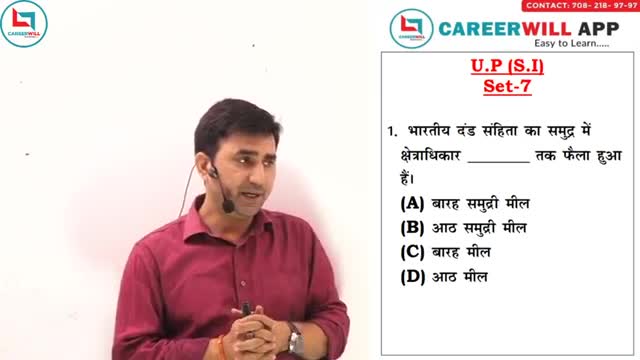 CONTACT: 708- 218- 97-97
CAREERWILL
CAREERWILL APP
Easy to Learn.....
U.P (S.I)
Set-7
1. भारतीय दंड संहिता का समुद्र में
क्षेत्राधिकार ________ तक फैला हुआ
हैं।
(A) बारह समुद्री मील
(B) आठ समुद्री मील
(C) बारह मील
(D) आठ मील